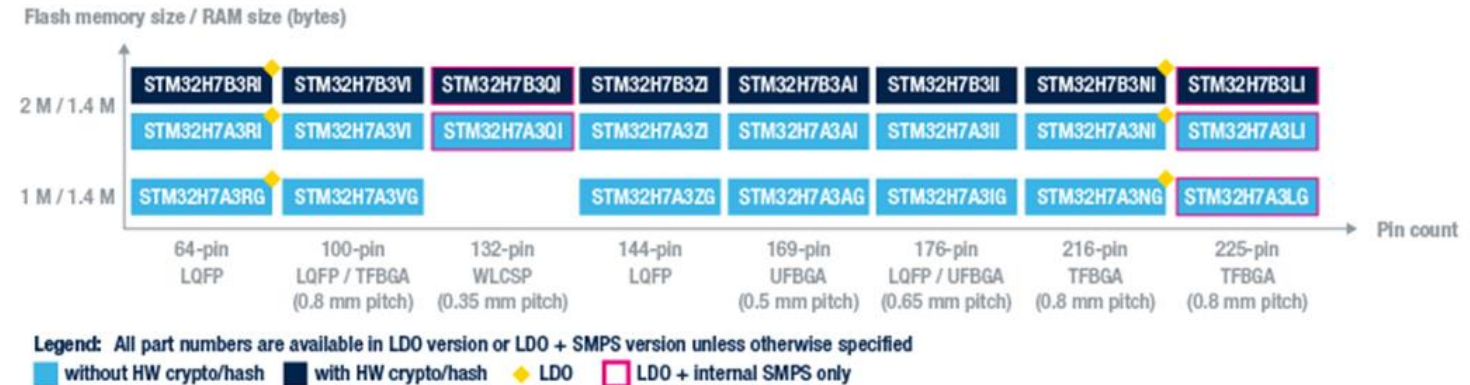 Flash memory size / RAM size (bytes)
STM32H7B3RI STM32H7B3VI STM32H7B3QI STM32H7B3ZI STM32H7B3AI STM32H7B3II STM32H7B3NI STM32H7B3LI
2 M / 1.4 M
STM32H7A3RI STM32H7A3VI STM32H7A3QI STM32H7A3ZI STM32H7A3AI STM32H7A3II STM32H7A3NI STM32H7A3LI
1 M / 1.4 M STM32H7A3RG STM32H7A3VG STM32H7A3ZG STM32H7A3AG STM32H7A3IG STM32H7A3NG STM32H7A3LG
Pin count
64-pin 100-pin 132-pin 144-pin 169-pin 176-pin 216-pin 225-pin
LQFP LQFP / TFBGA WLCSP LQFP UFBGA LQFP / UFBGA TFBGA TFBGA
(0.8 mm pitch) (0.35 mm pitch) (0.5 mm pitch) (0.65 mm pitch) (0.8 mm pitch) (0.8 mm pitch)
Legend: All part numbers are available in LDO version or LDO + SMPS version unless otherwise specified
without HW crypto/hash with HW crypto/hash LDO LDO + internal SMPS only